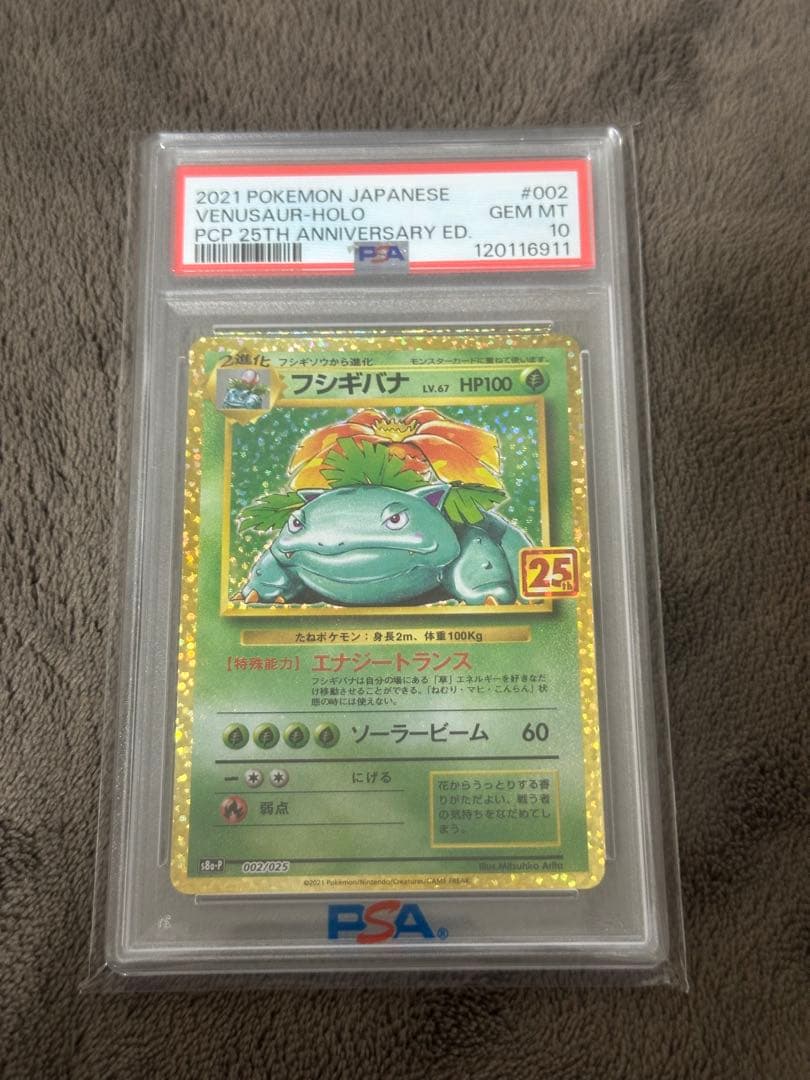 2021 POKEMON JAPANESE #002
VENUSAUR-HOLO GEM MT
PCP 25TH ANNIVERSARY ED. 10
PSA 120116911
2進化 フシギソウから進化 モンスターカードに重ねて使います。
フシギバナ LV.67 HP100
25th
たねポケモン:身長2m、体重100Kg
【特殊能力】エナジートランス
フシギバナは自分の場にある「草」エネルギーを好きなだ
け移動させることができる。「ねむり・マヒ・こんらん」状
態の時には使えない。
ソーラービーム 60
にげる
弱点
花からうっとりする香
りがただよい、戦う者
の気持ちをなだめてし
まう。
s8a-P 002/025 Illus.Mitsuhiro Arita
©2021 Pokémon/Nintendo/Creatures/GAME FREAK
PSA®